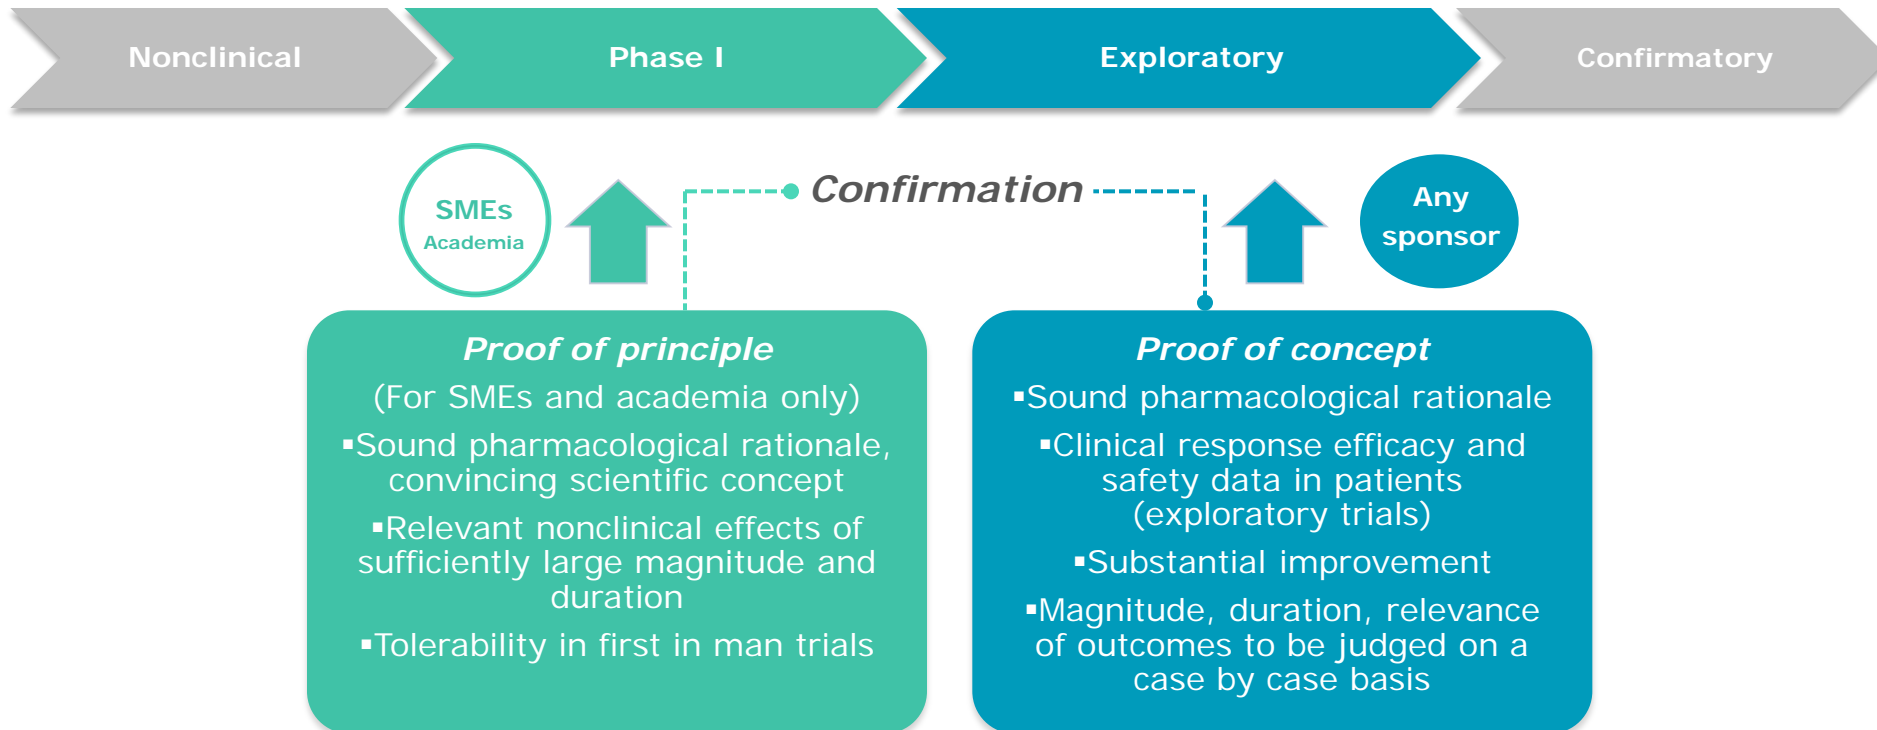 Nonclinical
Phase I
Exploratory
Confirmatory
SMEs
Academia
Confirmation
Any
sponsor
Proof of principle
(For SMEs and academia only)
▪Sound pharmacological rationale,
convincing scientific concept
▪Relevant nonclinical effects of
sufficiently large magnitude and
duration
▪Tolerability in first in man trials
Proof of concept
▪Sound pharmacological rationale
▪Clinical response efficacy and
safety data in patients
(exploratory trials)
▪Substantial improvement
▪Magnitude, duration, relevance
of outcomes to be judged on a
case by case basis